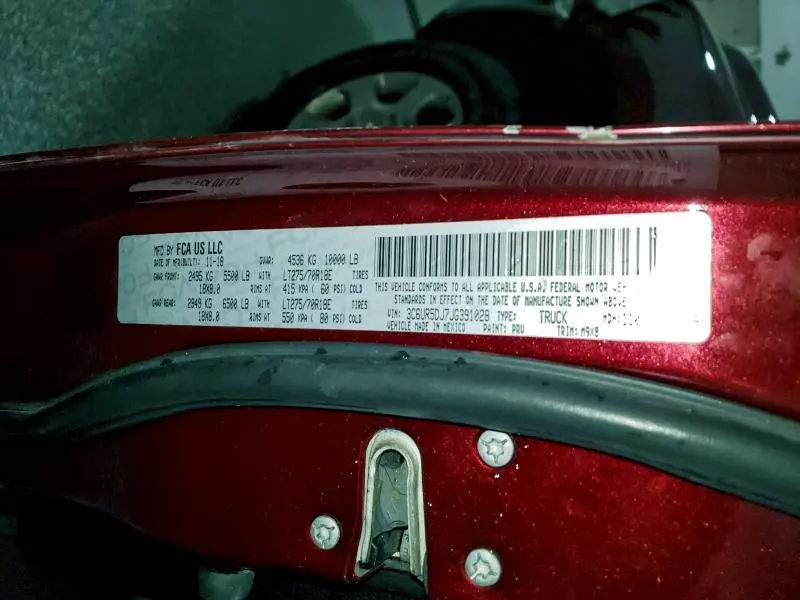 MFD BY FCA US LLC
DATE OF MFR(BUILT): 11-18 GVWR: 4536 KG 10000 LB
GAWR FRONT: 2495 KG 5500 LB WITH LT275/70R18E TIRES
18X8.0 RIMS AT 415 KPA ( 60 PSI) COLD
GAWR REAR: 2949 KG 6500 LB WITH LT275/70R18E TIRES
18X8.0 RIMS AT 550 KPA ( 80 PSI) COLD
THIS VEHICLE CONFORMS TO ALL APPLICABLE U.S.A. FEDERAL MOTOR
STANDARDS IN EFFECT ON THE DATE OF MANUFACTURE SHOWN ABOVE
VIN: 3C6UR5DJ7JG391028 TYPE: TRUCK
VEHICLE MADE IN MEXICO PAINT: PRV TRIM: M9X8